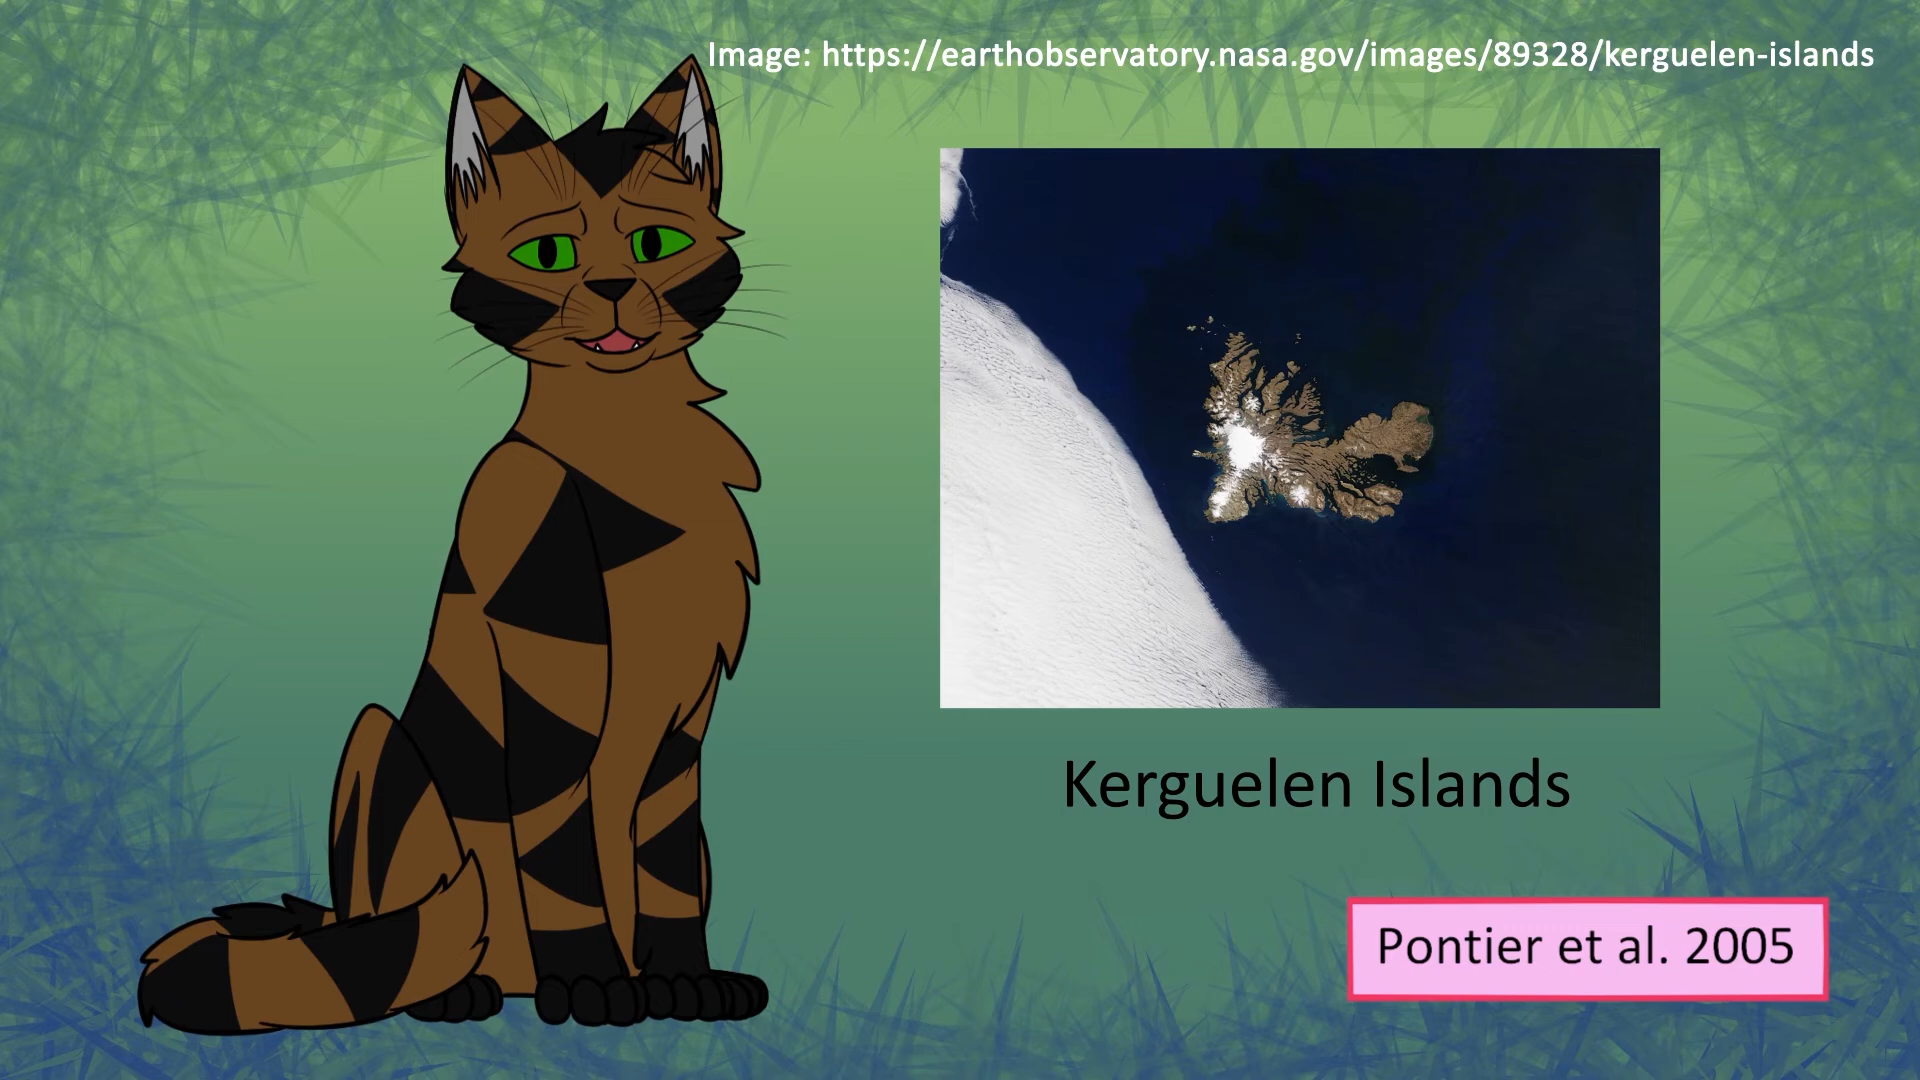 Image: https://earthobservatory.nasa.gov/images/89328/kerguelen-islands
Kerguelen Islands
Pontier et al. 2005